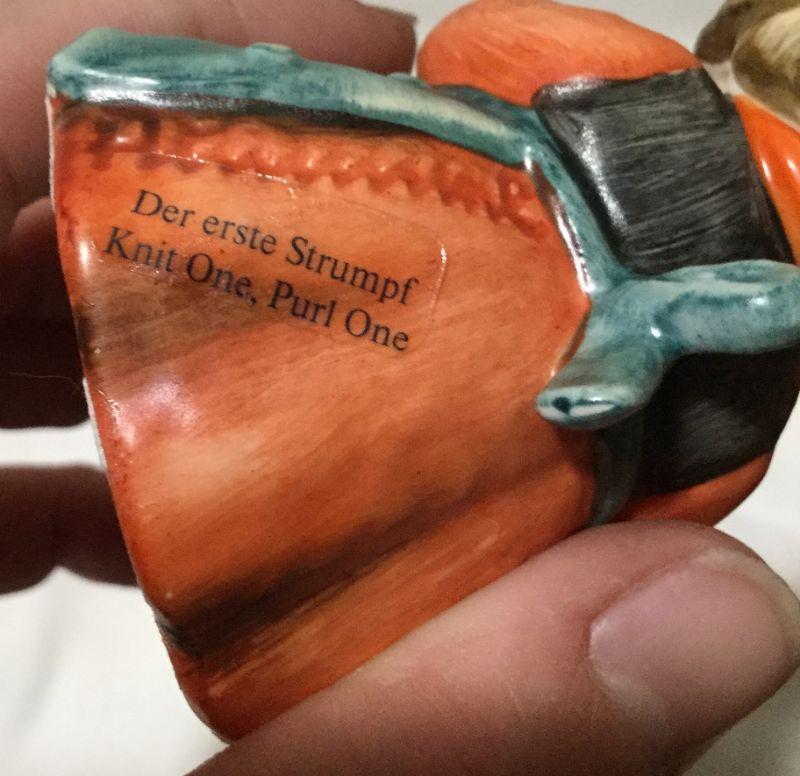 Der erste Strumpf
Knit One, Purl One